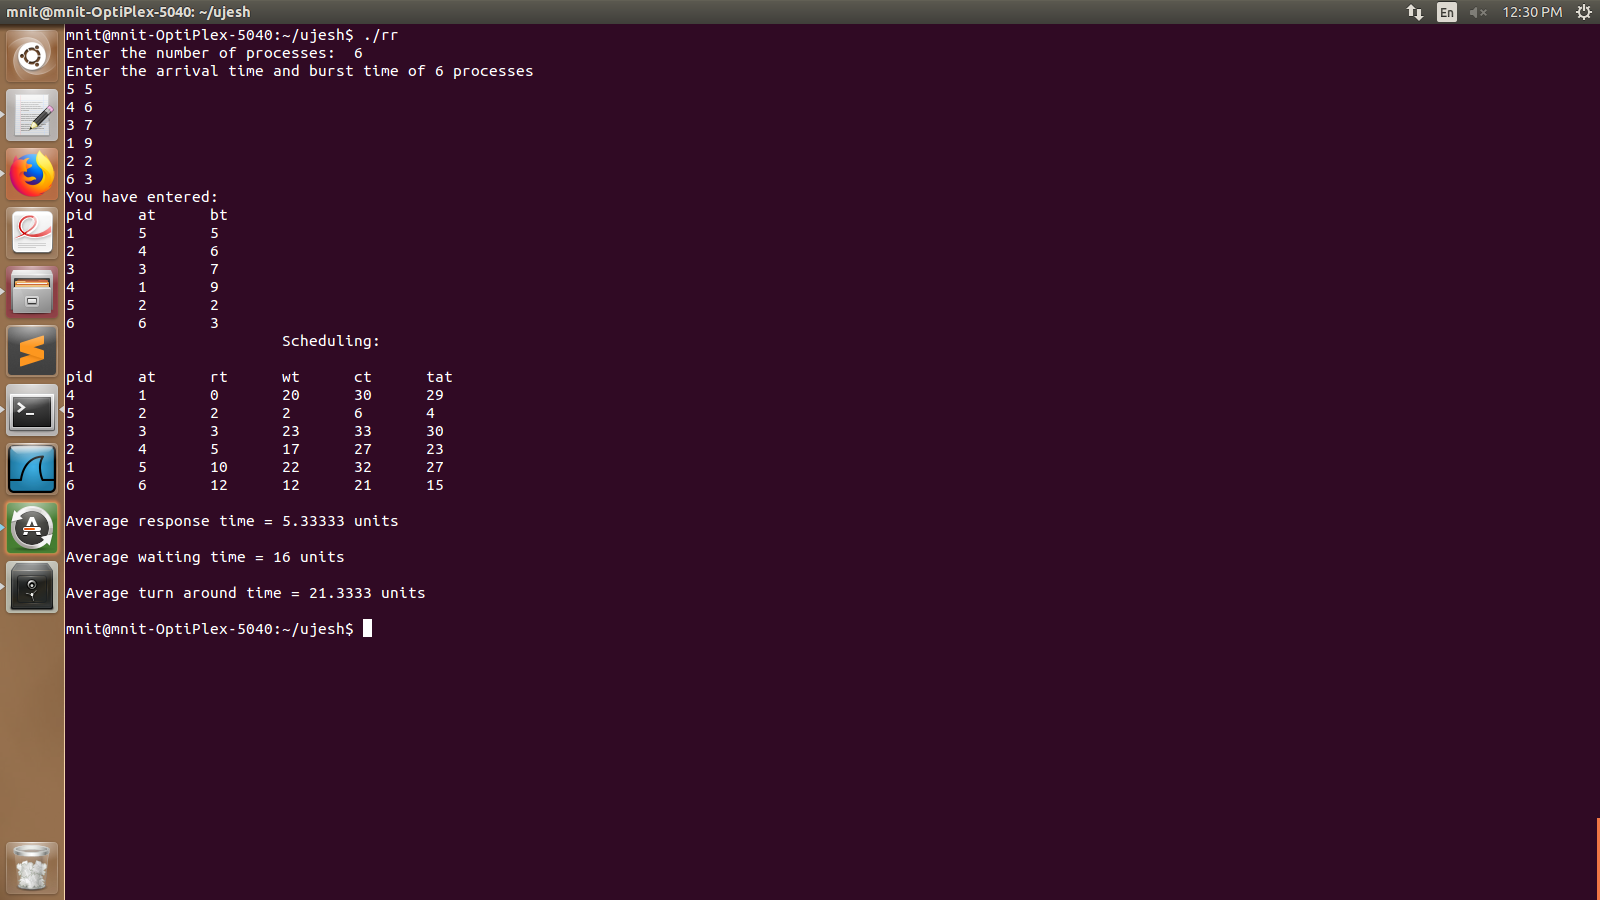 mnit@mnit-OptiPlex-5040: ~/ujesh
En
12:30 PM
mnit@mnit-OptiPlex-5040:~/ujesh$ ./rr
Enter the number of processes:  6
Enter the arrival time and burst time of 6 processes
5 5
4 6
3 7
1 9
2 2
6 3
You have entered:
pid at bt
1 5 5
2 4 6
3 3 7
4 1 9
5 2 2
6 6 3
Scheduling:
pid at rt wt ct tat
4 1 0 20 30 29
5 2 2 2 6 4
3 3 3 23 33 30
2 4 5 17 27 23
1 5 10 22 32 27
6 6 12 12 21 15
Average response time = 5.33333 units
Average waiting time = 16 units
Average turn around time = 21.3333 units
mnit@mnit-OptiPlex-5040:~/ujesh$